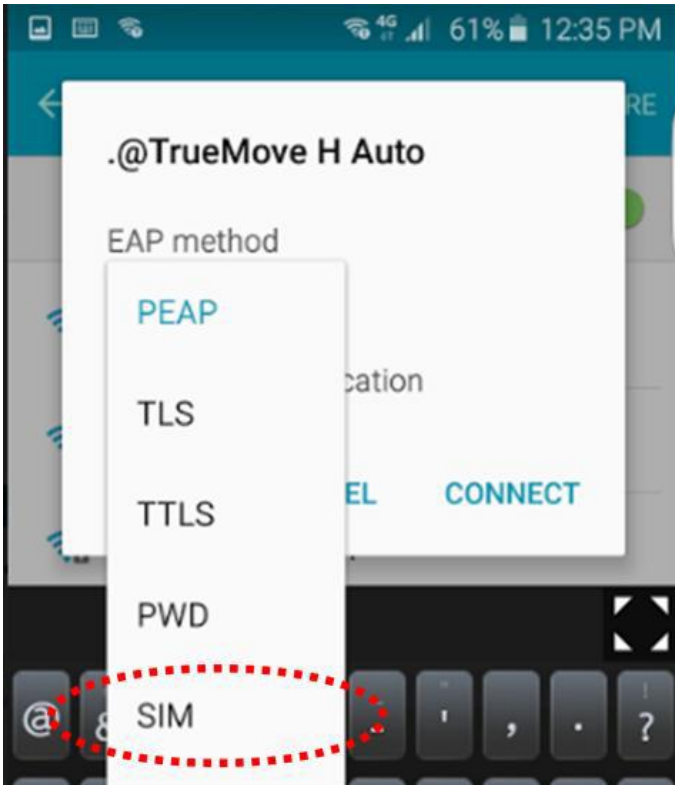 4G 61% 12:35 PM
RE
.@TrueMove H Auto
EAP method
PEAP
cation
TLS
EL CONNECT
TTLS
PWD
SIM
@ & ' , . ! ?